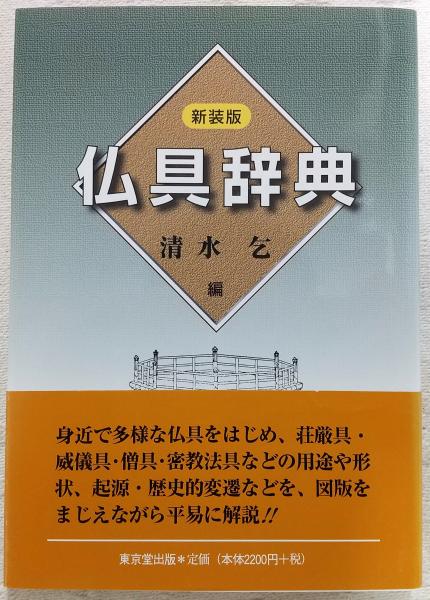 新装版
仏具辞典
清水 乞
編
身近で多様な仏具をはじめ、荘厳具・
威儀具・僧具・密教法具などの用途や形
状、起源・歴史的変遷などを、図版を
まじえながら平易に解説!!
東京堂出版*定価(本体2200円+税)